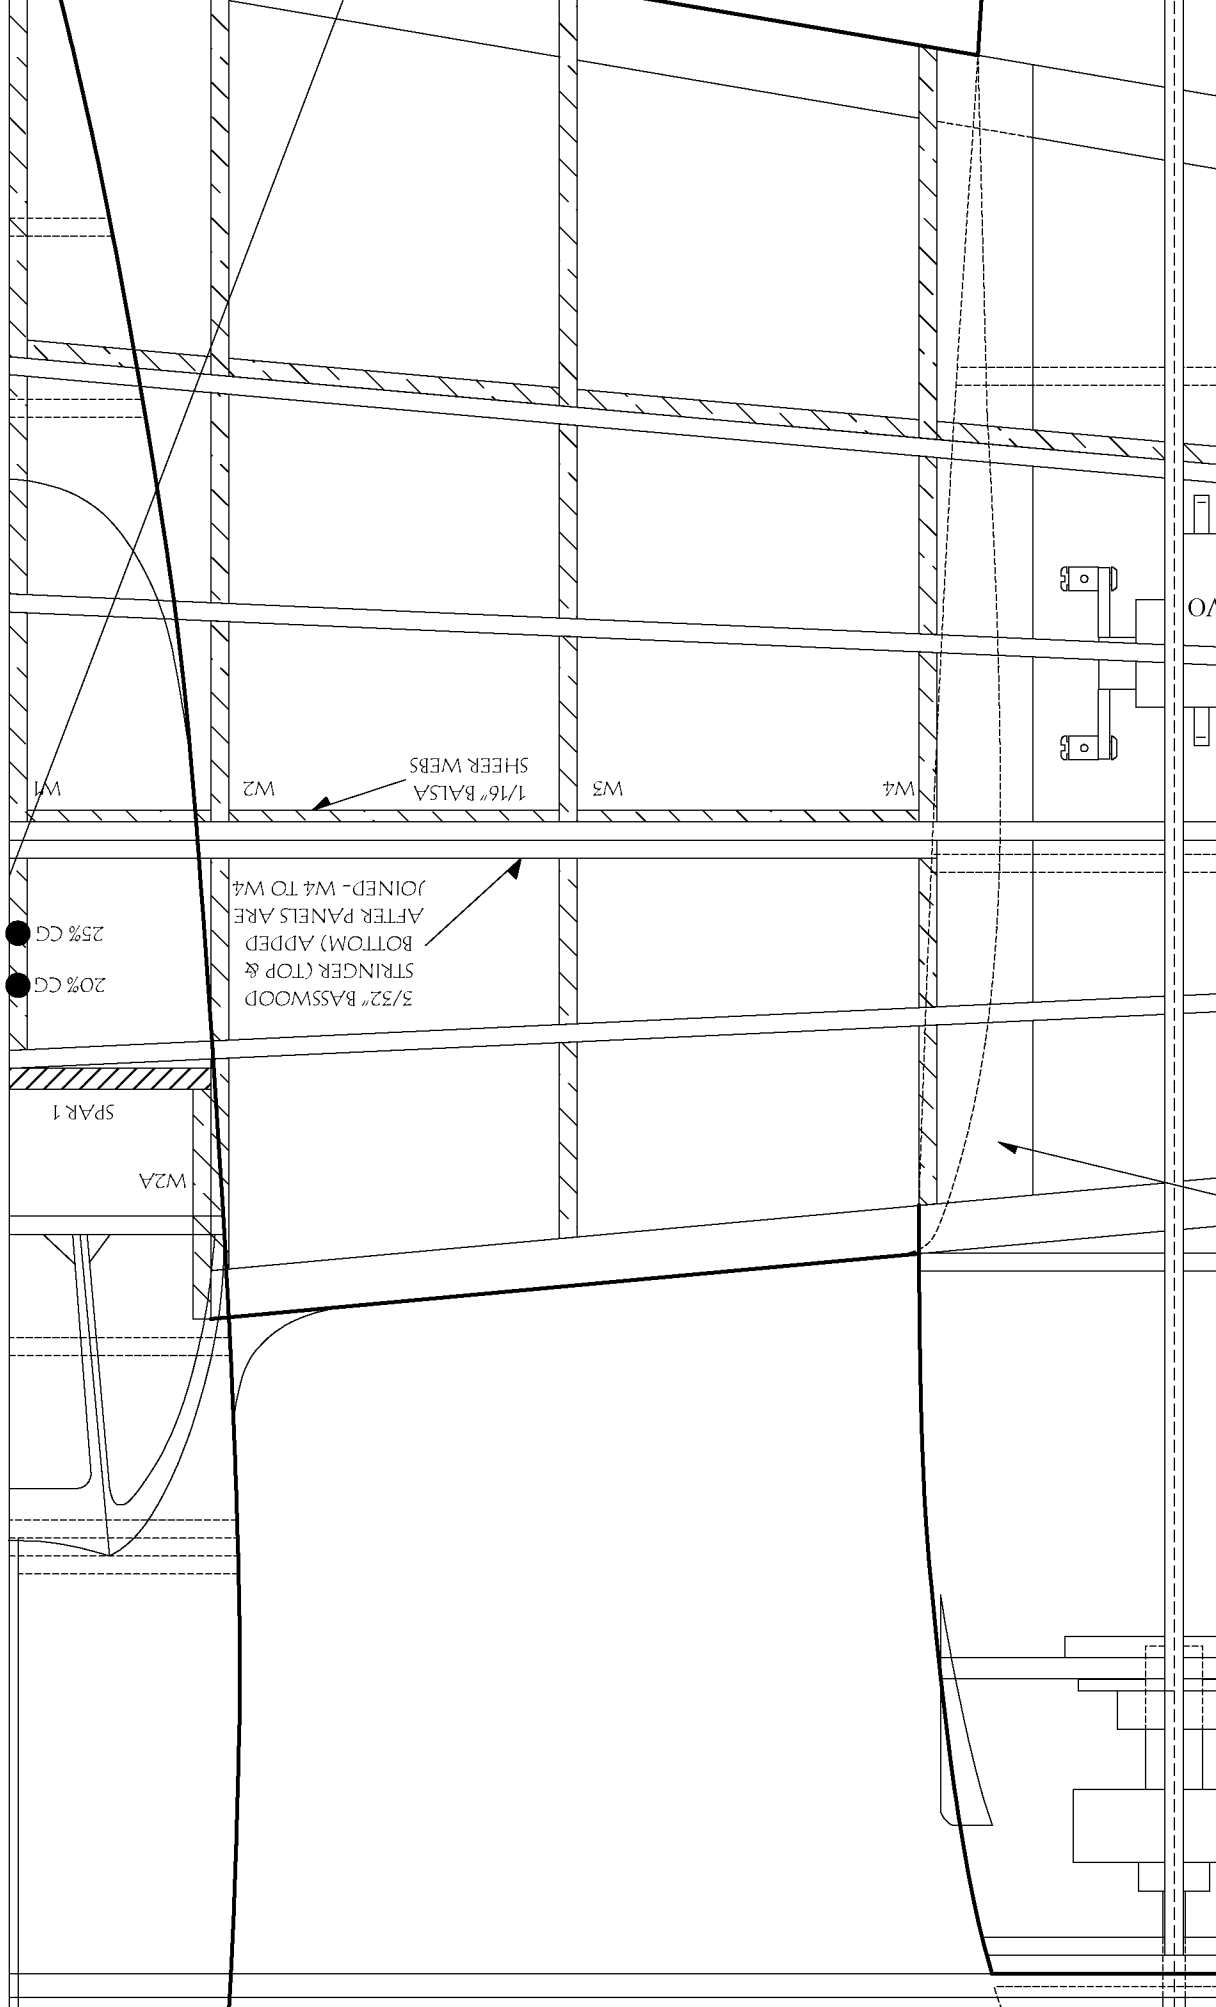 W2A
SPAR 1
3/32" BASSWOOD
STRINGER (TOP &
BOTTOM) ADDED
AFTER PANELS ARE
JOINED- W4 TO W4
20% CG
25% CG
W4
W3
1/16" BALSA
SHEER WEBS
W2
W1